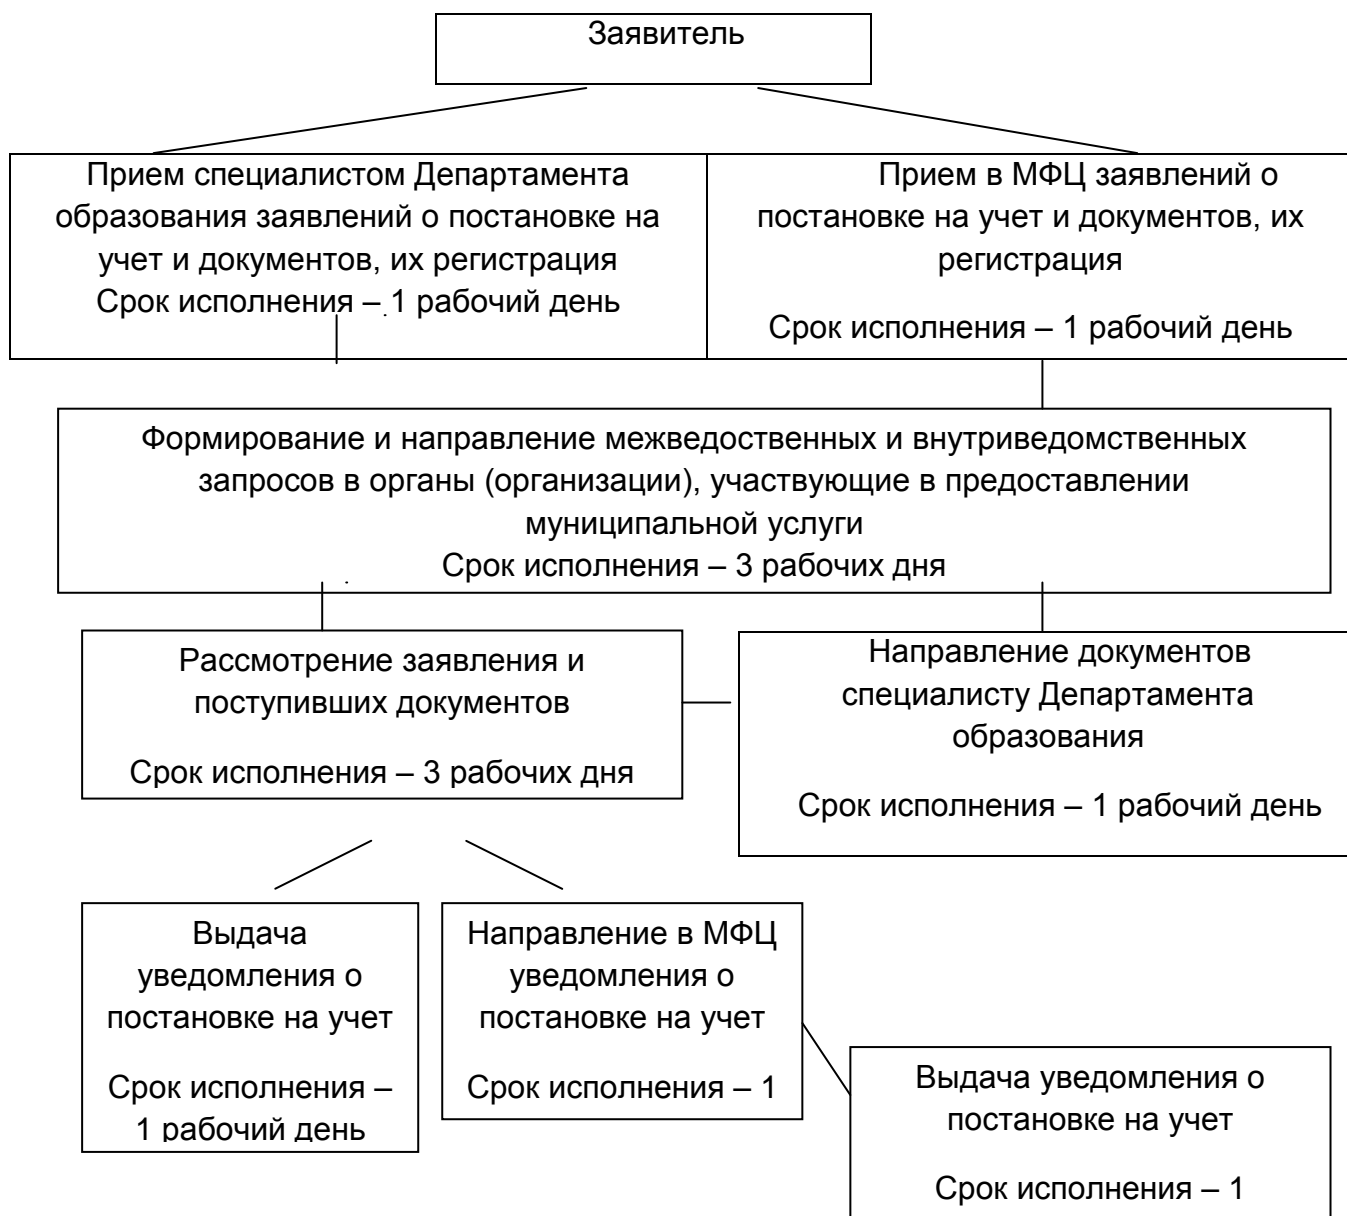 Заявитель
Прием специалистом Департамента
образования заявлений о постановке на
учет и документов, их регистрация
Срок исполнения – 1 рабочий день
Прием в МФЦ заявлений о
постановке на учет и документов, их
регистрация
Срок исполнения – 1 рабочий день
Формирование и направление межведоственных и внутриведомственных
запросов в органы (организации), участвующие в предоставлении
муниципальной услуги
Срок исполнения – 3 рабочих дня
Рассмотрение заявления и
поступивших документов
Срок исполнения – 3 рабочих дня
Направление документов
специалисту Департамента
образования
Срок исполнения – 1 рабочий день
Выдача
уведомления о
постановке на учет
Срок исполнения –
1 рабочий день
Направление в МФЦ
уведомления о
постановке на учет
Срок исполнения – 1
Выдача уведомления о
постановке на учет
Срок исполнения – 1